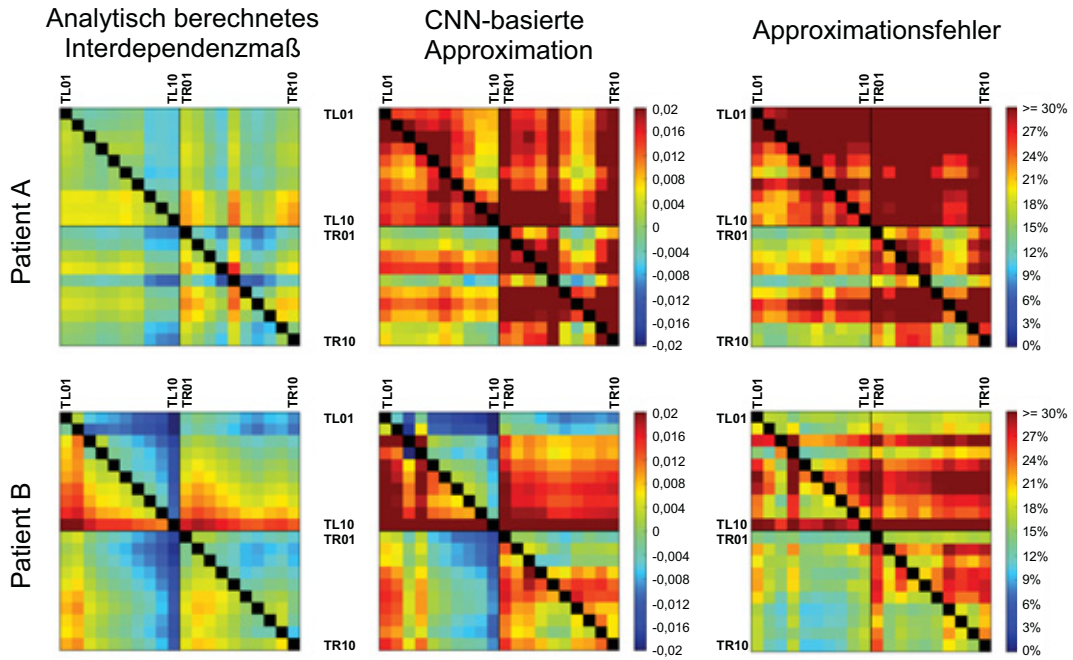 Analytisch berechnetes
Interdependenzmaß
CNN-basierte
Approximation
Approximationsfehler
Patient A
TL01
TL10
TR01
TR10
TL01
TL10
TR01
TR10
TL01
TL10
TR01
TR10
0,02
0,016
0,012
0,008
0,004
0
-0,004
-0,008
-0,012
-0,016
-0,02
TL01
TL10
TR01
TR10
TL01
TL10
TR01
TR10
>= 30%
27%
24%
21%
18%
15%
12%
9%
6%
3%
0%
Patient B
TL01
TL10
TR01
TR10
TL01
TL10
TR01
TR10
TL01
TL10
TR01
TR10
0,02
0,016
0,012
0,008
0,004
0
-0,004
-0,008
-0,012
-0,016
-0,02
TL01
TL10
TR01
TR10
TL01
TL10
TR01
TR10
>= 30%
27%
24%
21%
18%
15%
12%
9%
6%
3%
0%